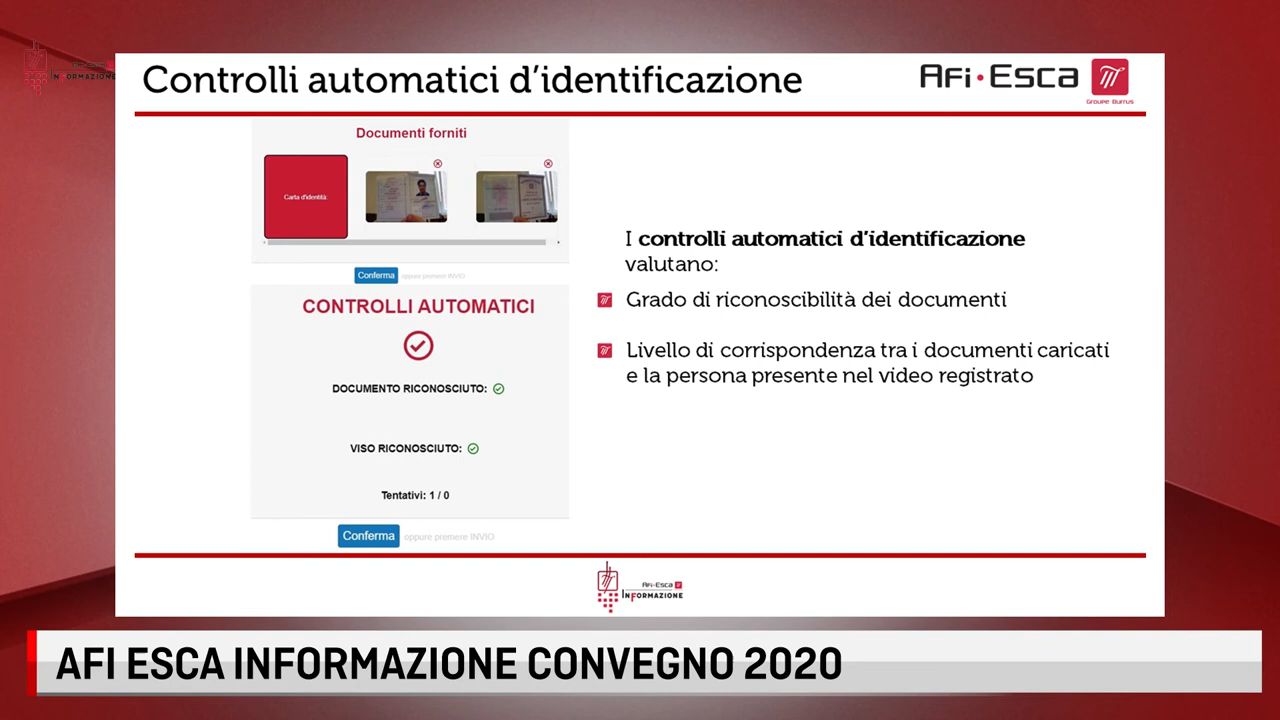 Controlli automatici d'identificazione
AFi·ESCA
Groupe Burrus
INFORMAZIONE
Documenti forniti
Carta d'identità:
Conferma oppure premere INVIO
CONTROLLI AUTOMATICI
DOCUMENTO RICONOSCIUTO:
VISO RICONOSCIUTO:
Tentativi: 1 / 0
Conferma oppure premere INVIO
I controlli automatici d'identificazione
valutano:
Grado di riconoscibilità dei documenti
Livello di corrispondenza tra i documenti caricati
e la persona presente nel video registrato
AFi-ESCA
INFORMAZIONE
AFI ESCA INFORMAZIONE CONVEGNO 2020